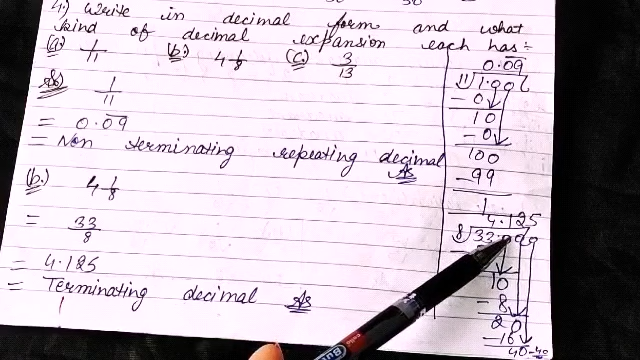 4.) Write in decimal form and what
kind of decimal expansion each has :-
(a) 1/11 (b.) 4 1/8 (c.) 3/13
Sol 1/11
= 0.09
= Non terminating repeating decimal
As
(b.) 4 1/8
= 33/8
= 4.125
= Terminating decimal As
0.09
11 1.00
- 0
10
- 0
100
- 99
1
4.125
8 33.000
10
- 8
20
- 16
40-40